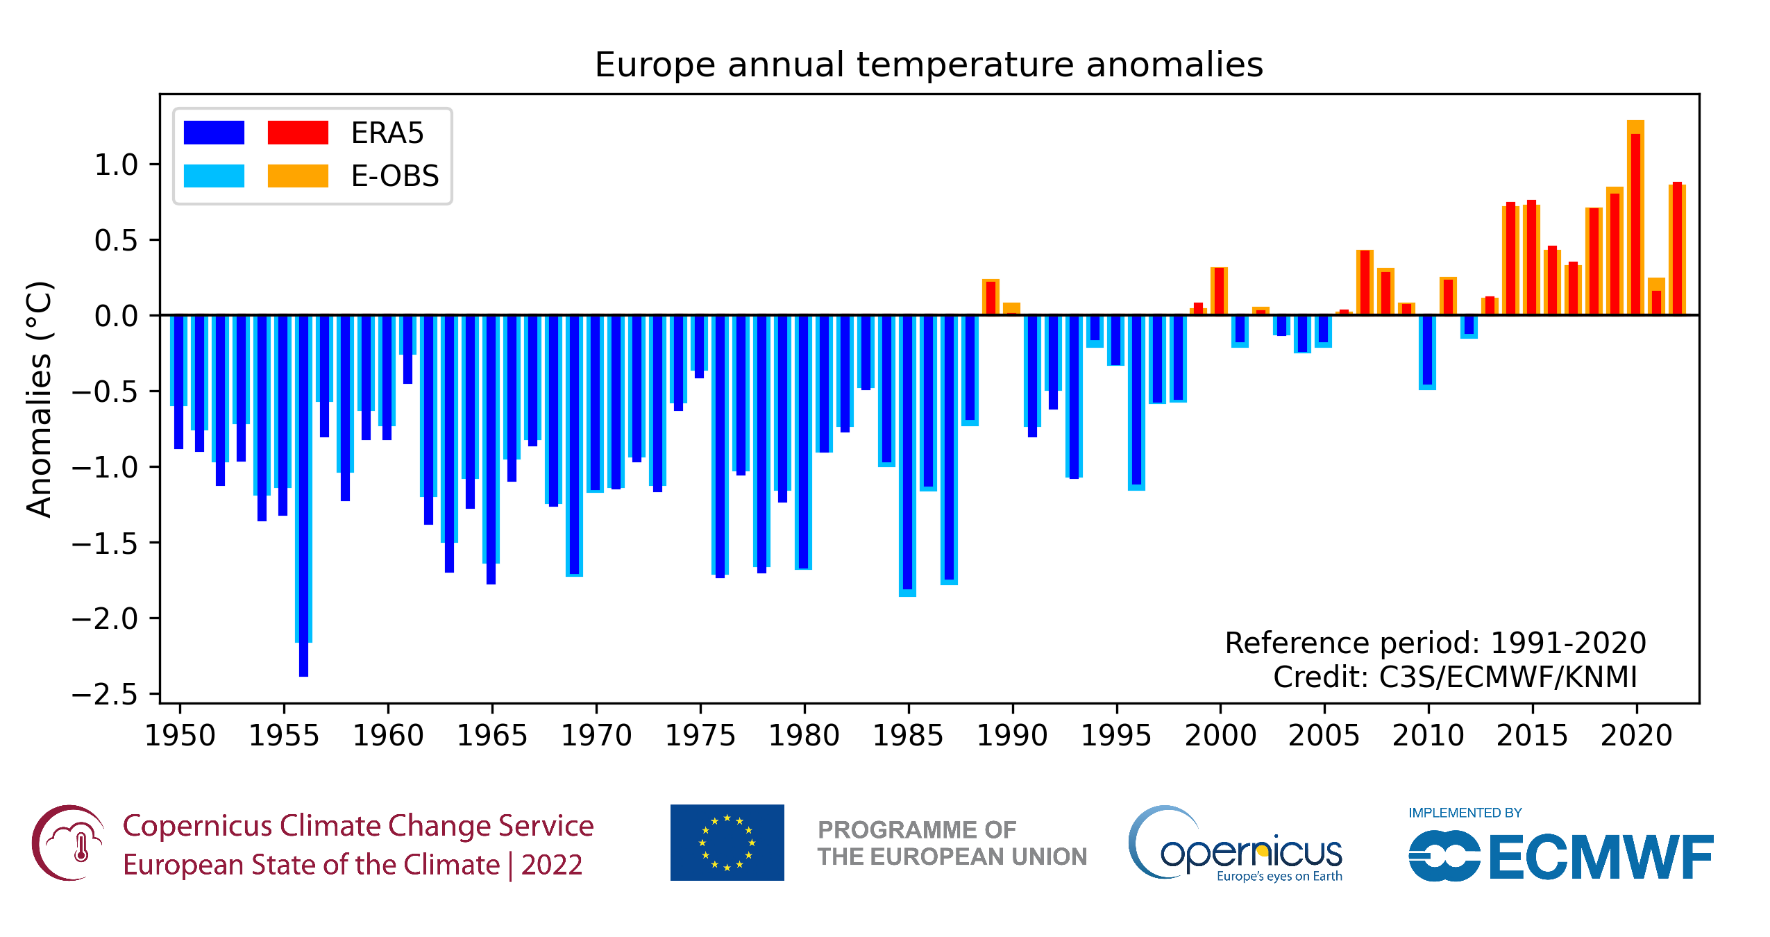 Europe annual temperature anomalies
ERA5
E-OBS
Anomalies (°C)
1.0
0.5
0.0
−0.5
−1.0
−1.5
−2.0
−2.5
Reference period: 1991-2020
Credit: C3S/ECMWF/KNMI
1950 1955 1960 1965 1970 1975 1980 1985 1990 1995 2000 2005 2010 2015 2020
Copernicus Climate Change Service
European State of the Climate | 2022
PROGRAMME OF
THE EUROPEAN UNION
opernicus
Europe's eyes on Earth
IMPLEMENTED BY
ECMWF